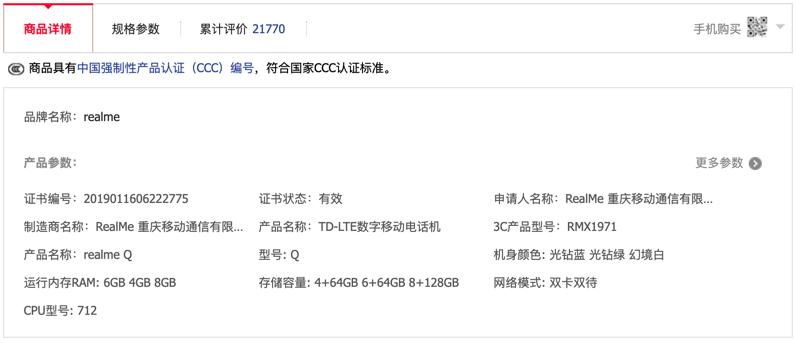 商品详情 规格参数 累计评价 21770 手机购买
商品具有中国强制性产品认证（CCC）编号，符合国家CCC认证标准。
品牌名称：realme
产品参数： 更多参数
证书编号：2019011606222775 证书状态：有效 申请人名称：RealMe 重庆移动通信有限...
制造商名称：RealMe 重庆移动通信有限... 产品名称：TD-LTE数字移动电话机 3C产品型号：RMX1971
产品名称：realme Q 型号: Q 机身颜色: 光钻蓝 光钻绿 幻境白
运行内存RAM: 6GB 4GB 8GB 存储容量: 4+64GB 6+64GB 8+128GB 网络模式: 双卡双待
CPU型号: 712